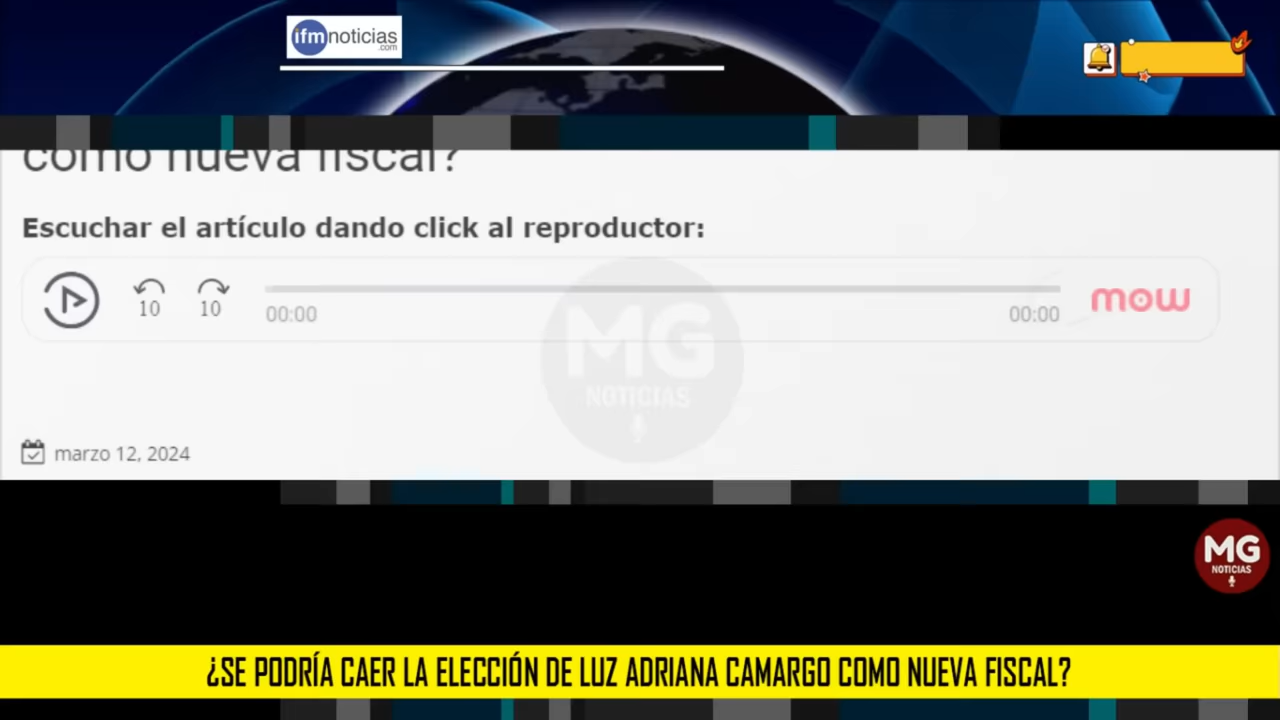 ifmnoticias
.com
como nueva fiscal?
Escuchar el artículo dando click al reproductor:
10
10
00:00
00:00
mow
MG
NOTICIAS
marzo 12, 2024
MG
NOTICIAS
¿SE PODRÍA CAER LA ELECCIÓN DE LUZ ADRIANA CAMARGO COMO NUEVA FISCAL?